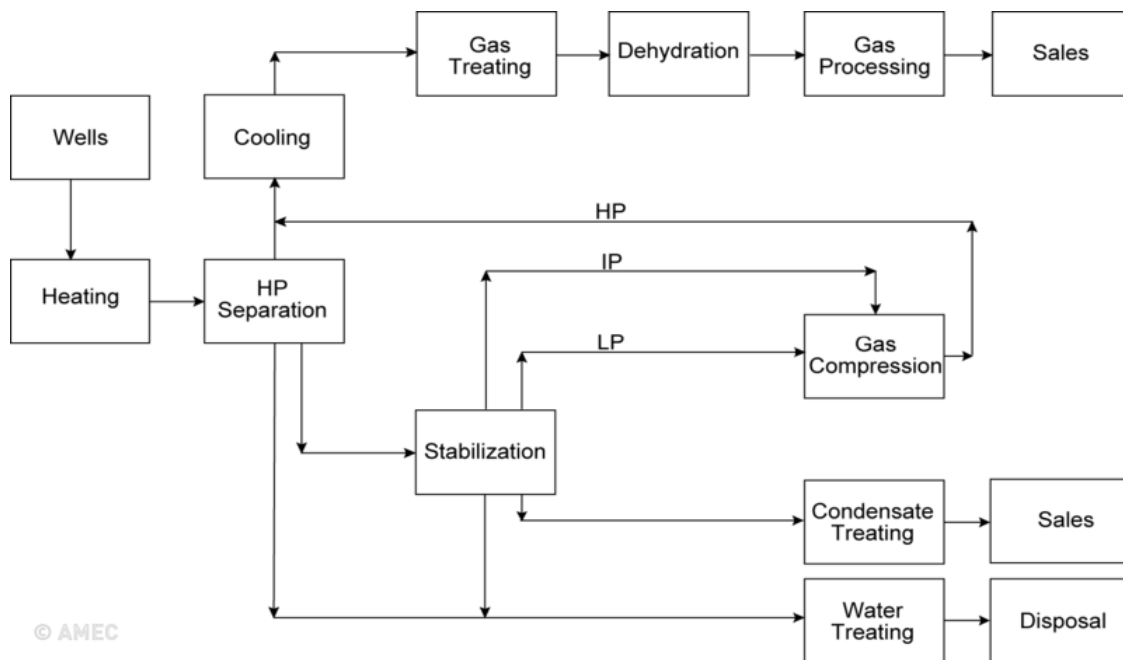 Gas
Treating
Dehydration
Gas
Processing
Sales
Wells
Cooling
HP
Heating
HP
Separation
IP
LP
Gas
Compression
Stabilization
Condensate
Treating
Sales
Water
Treating
Disposal
© AMEC